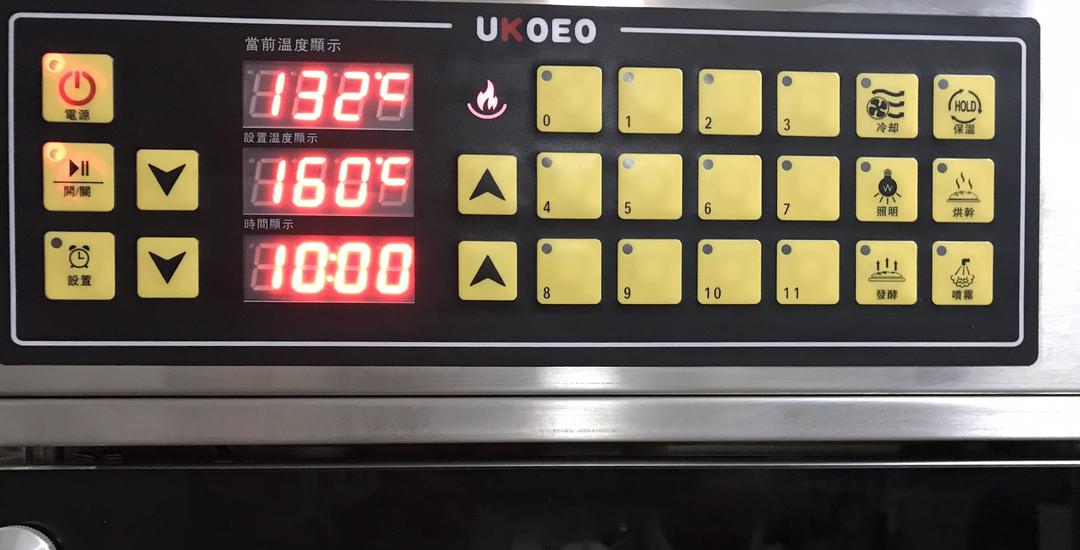 UKOEO
當前溫度顯示
132℃
電源
0
1
2
3
冷却
HOLD
保溫
設置溫度顯示
160℃
開/關
4
5
6
7
W
照明
烘幹
時間顯示
10:00
設置
8
9
10
11
發酵
噴霧